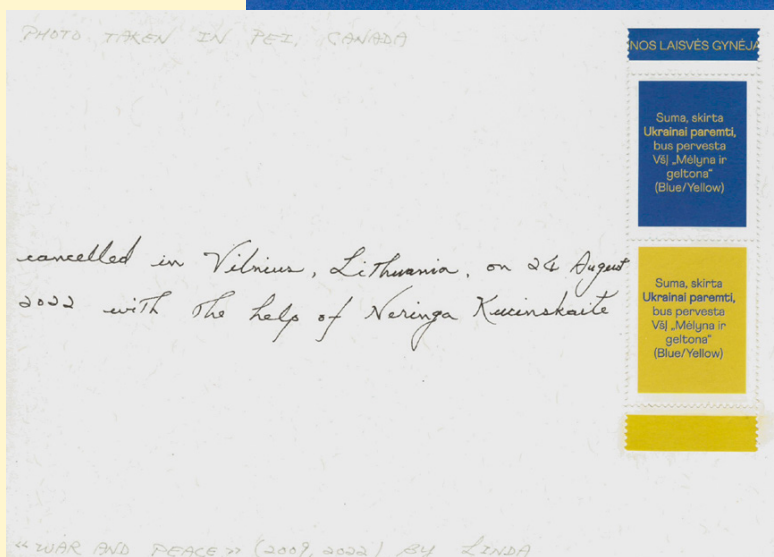 PHOTO TAKEN IN PEI, CANADA
NOS LAISVĖS GYNĖJA
Suma, skirta
Ukrainai paremti,
bus pervesta
VšĮ „Mėlyna ir
geltona“
(Blue/Yellow)
cancelled in Vilnius, Lithuania, on 24 August
2022 with the help of Neringa Kucinskaite
Suma, skirta
Ukrainai paremti,
bus pervesta
VšĮ „Mėlyna ir
geltona“
(Blue/Yellow)
«WAR AND PEACE» (2009, 2022) BY LINDA